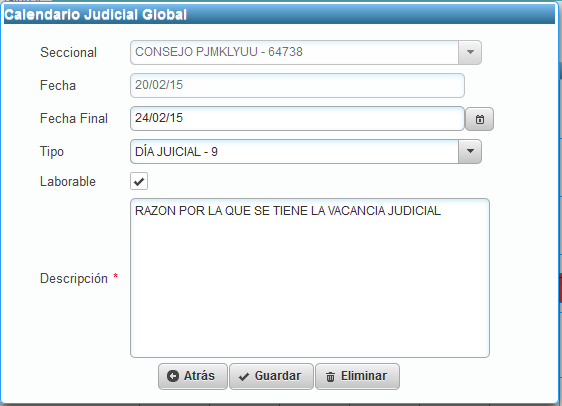 Calendario Judicial Global
Seccional CONSEJO PJMKLYUU - 64738
Fecha 20/02/15
Fecha Final 24/02/15
Tipo DÍA JUICIAL - 9
Laborable
RAZON POR LA QUE SE TIENE LA VACANCIA JUDICIAL
Descripción *
Atrás Guardar Eliminar